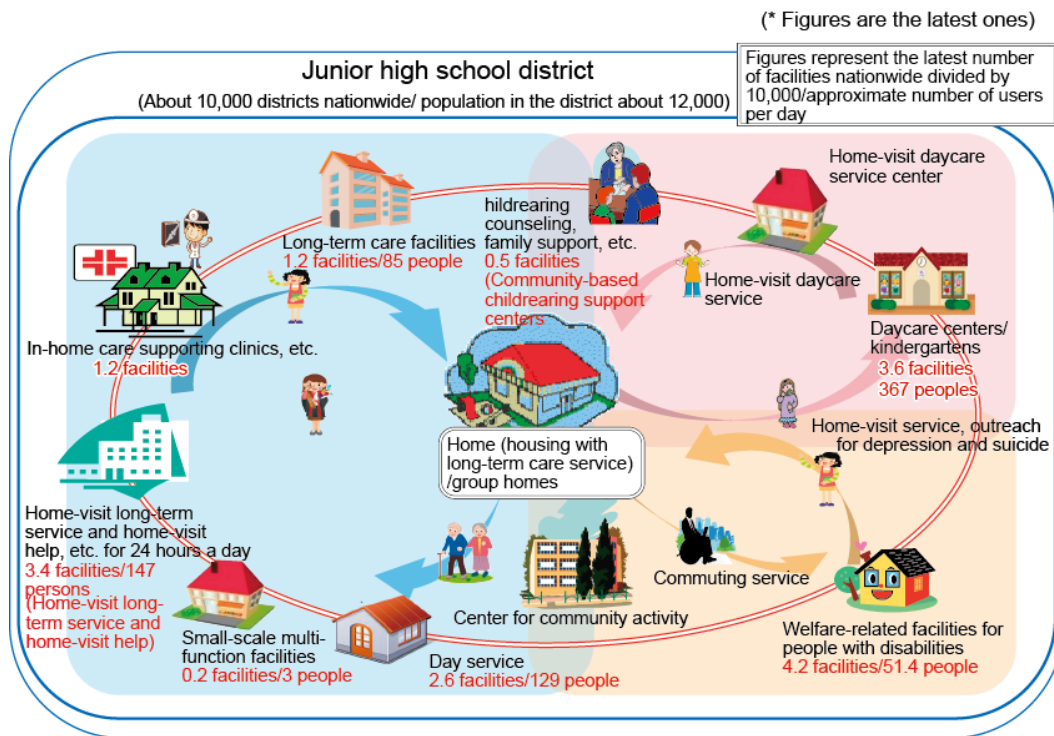 (* Figures are the latest ones)
Junior high school district
(About 10,000 districts nationwide/ population in the district about 12,000)
Figures represent the latest number
of facilities nationwide divided by
10,000/approximate number of users
per day
Home-visit daycare
service center
Long-term care facilities
1.2 facilities/85 people
hildrearing
counseling,
family support, etc.
0.5 facilities
(Community-based
childrearing support
centers
Home-visit daycare
service
Daycare centers/
kindergartens
3.6 facilities
367 peoples
In-home care supporting clinics, etc.
1.2 facilities
Home-visit service, outreach
for depression and suicide
Home (housing with
long-term care service)
/group homes
Home-visit long-term
service and home-visit
help, etc. for 24 hours a day
3.4 facilities/147
persons
(Home-visit long-
term service and
home-visit help)
Commuting service
Center for community activity
Small-scale multi-
function facilities
0.2 facilities/3 people
Day service
2.6 facilities/129 people
Welfare-related facilities for
people with disabilities
4.2 facilities/51.4 people